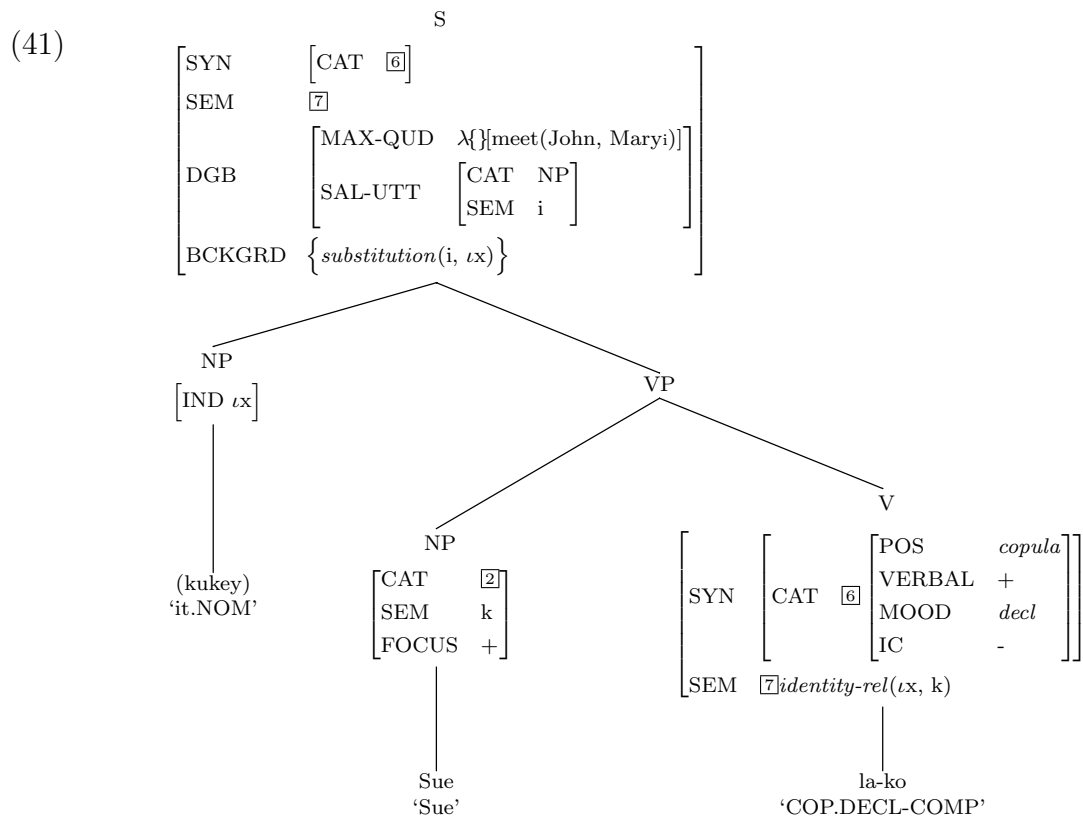 (41)
S
SYN [CAT 6]
SEM 7
DGB [MAX-QUD λ{}[meet(John, Maryi)]
SAL-UTT [CAT NP
SEM i]]
BCKGRD {substitution(i, ιx)}
NP
[IND ιx]
(kukey)
‘it.NOM’
VP
NP
CAT 2
SEM k
FOCUS +
Sue
‘Sue’
V
SYN [CAT 6 [POS copula
VERBAL +
MOOD decl
IC -]]
SEM 7 identity-rel(ιx, k)
la-ko
‘COP.DECL-COMP’